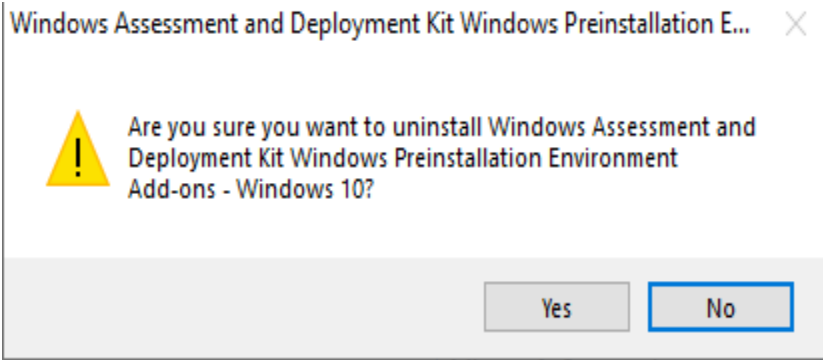 Windows Assessment and Deployment Kit Windows Preinstallation E...
Are you sure you want to uninstall Windows Assessment and
Deployment Kit Windows Preinstallation Environment
Add-ons - Windows 10?
Yes
No